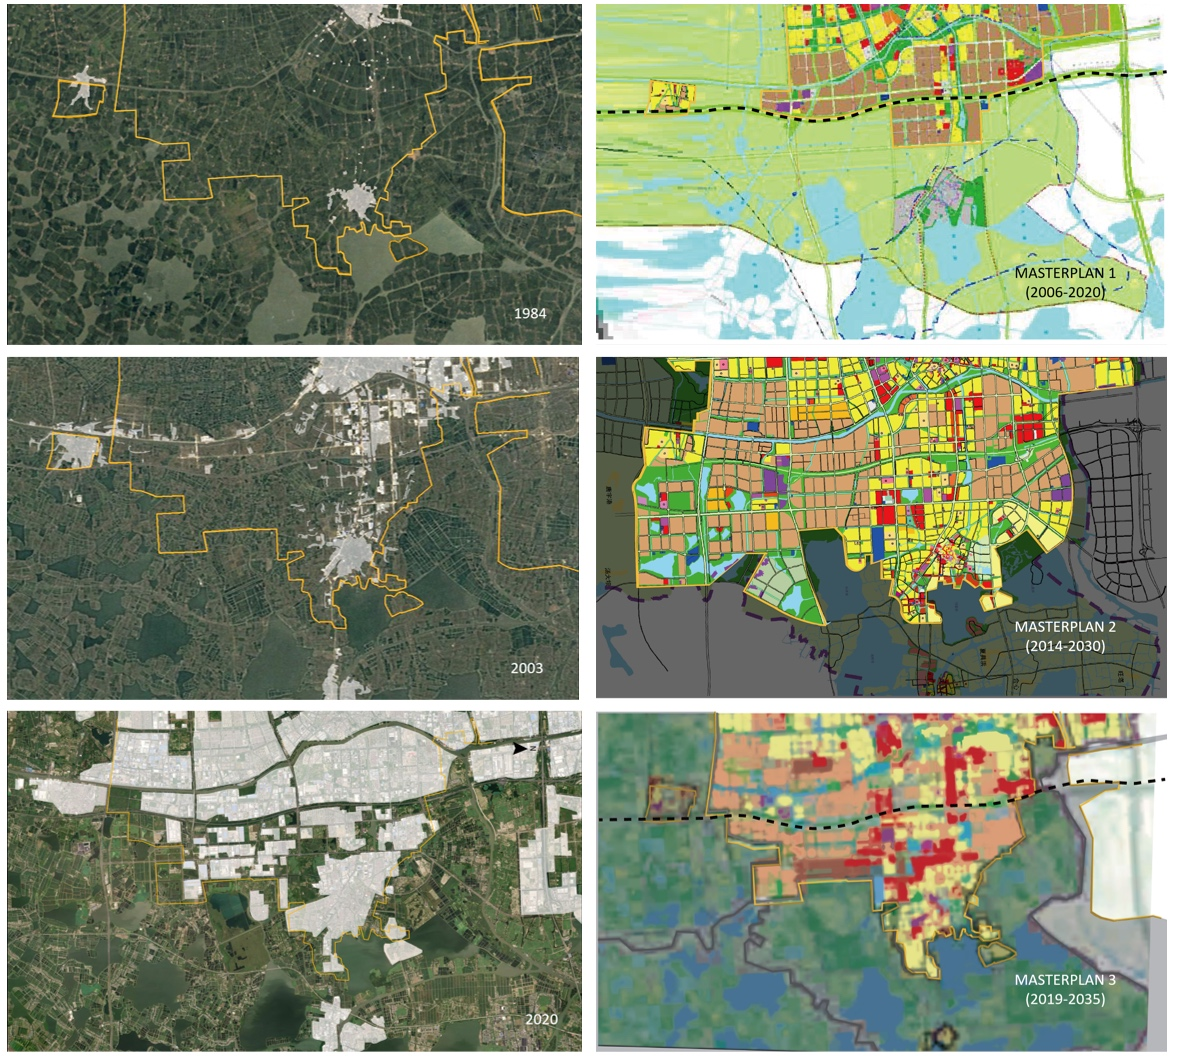 1984
MASTERPLAN 1
(2006-2020)
2003
MASTERPLAN 2
(2014-2030)
N
2020
MASTERPLAN 3
(2019-2035)